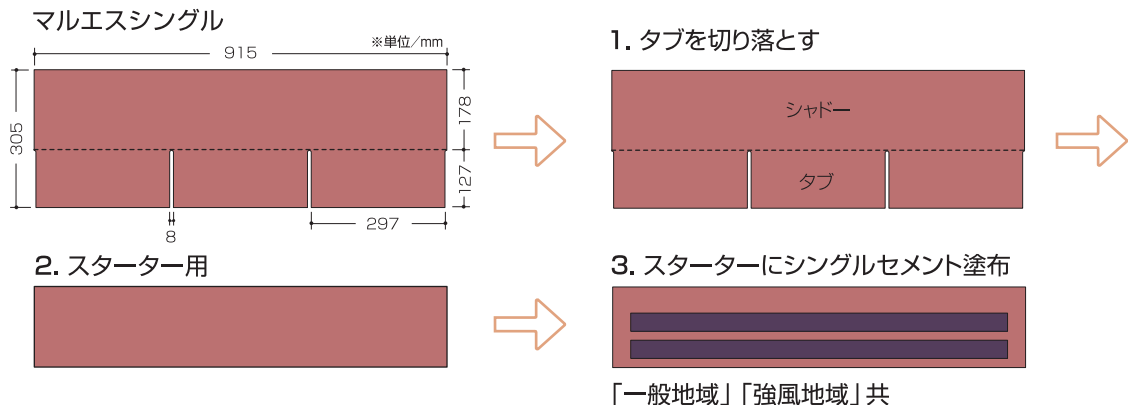 マルエスシングル
※単位/mm
915
305
178
127
8
297
1. タブを切り落とす
シャドー
タブ
2. スターター用
3. スターターにシングルセメント塗布
「一般地域」「強風地域」共